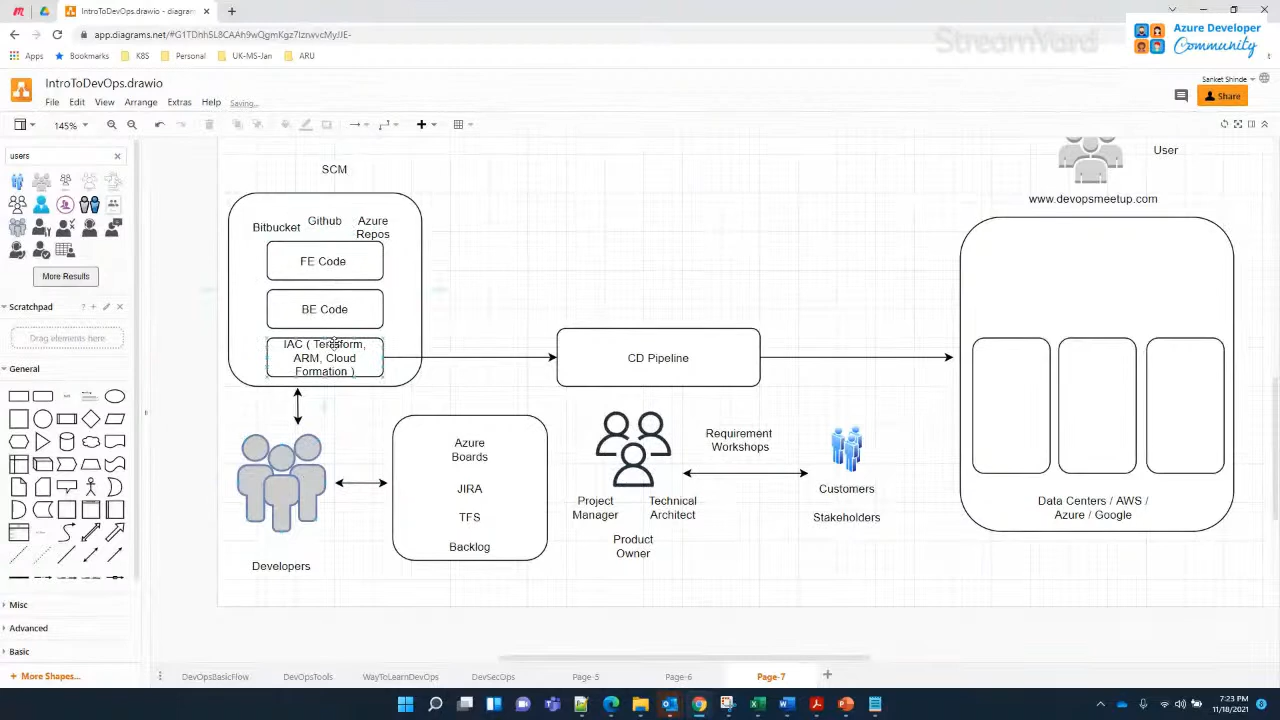 IntroToDevOps.drawio - diagram
app.diagrams.net/#G1TDhhSL8CAAh9wQgmKgz7IznwvcMyJJE-
Azure Developer
Community
StreamYard
Apps
Bookmarks
K8S
Personal
UK-MS-Jan
ARU
IntroToDevOps.drawio
Sanket Shinde
File Edit View Arrange Extras Help Saving...
Share
145%
users
More Results
Scratchpad
Drag elements here
General
Misc
Advanced
Basic
+ More Shapes...
SCM
Bitbucket
Github
Azure
Repos
FE Code
BE Code
IAC ( Terraform,
ARM, Cloud
Formation )
CD Pipeline
User
www.devopsmeetup.com
Data Centers / AWS /
Azure / Google
Developers
Azure
Boards
JIRA
TFS
Backlog
Project
Manager
Technical
Architect
Product
Owner
Requirement
Workshops
Customers
Stakeholders
DevOpsBasicFlow
DevOpsTools
WayToLearnDevOps
DevSecOps
Page-5
Page-6
Page-7
7:23 PM
11/18/2021